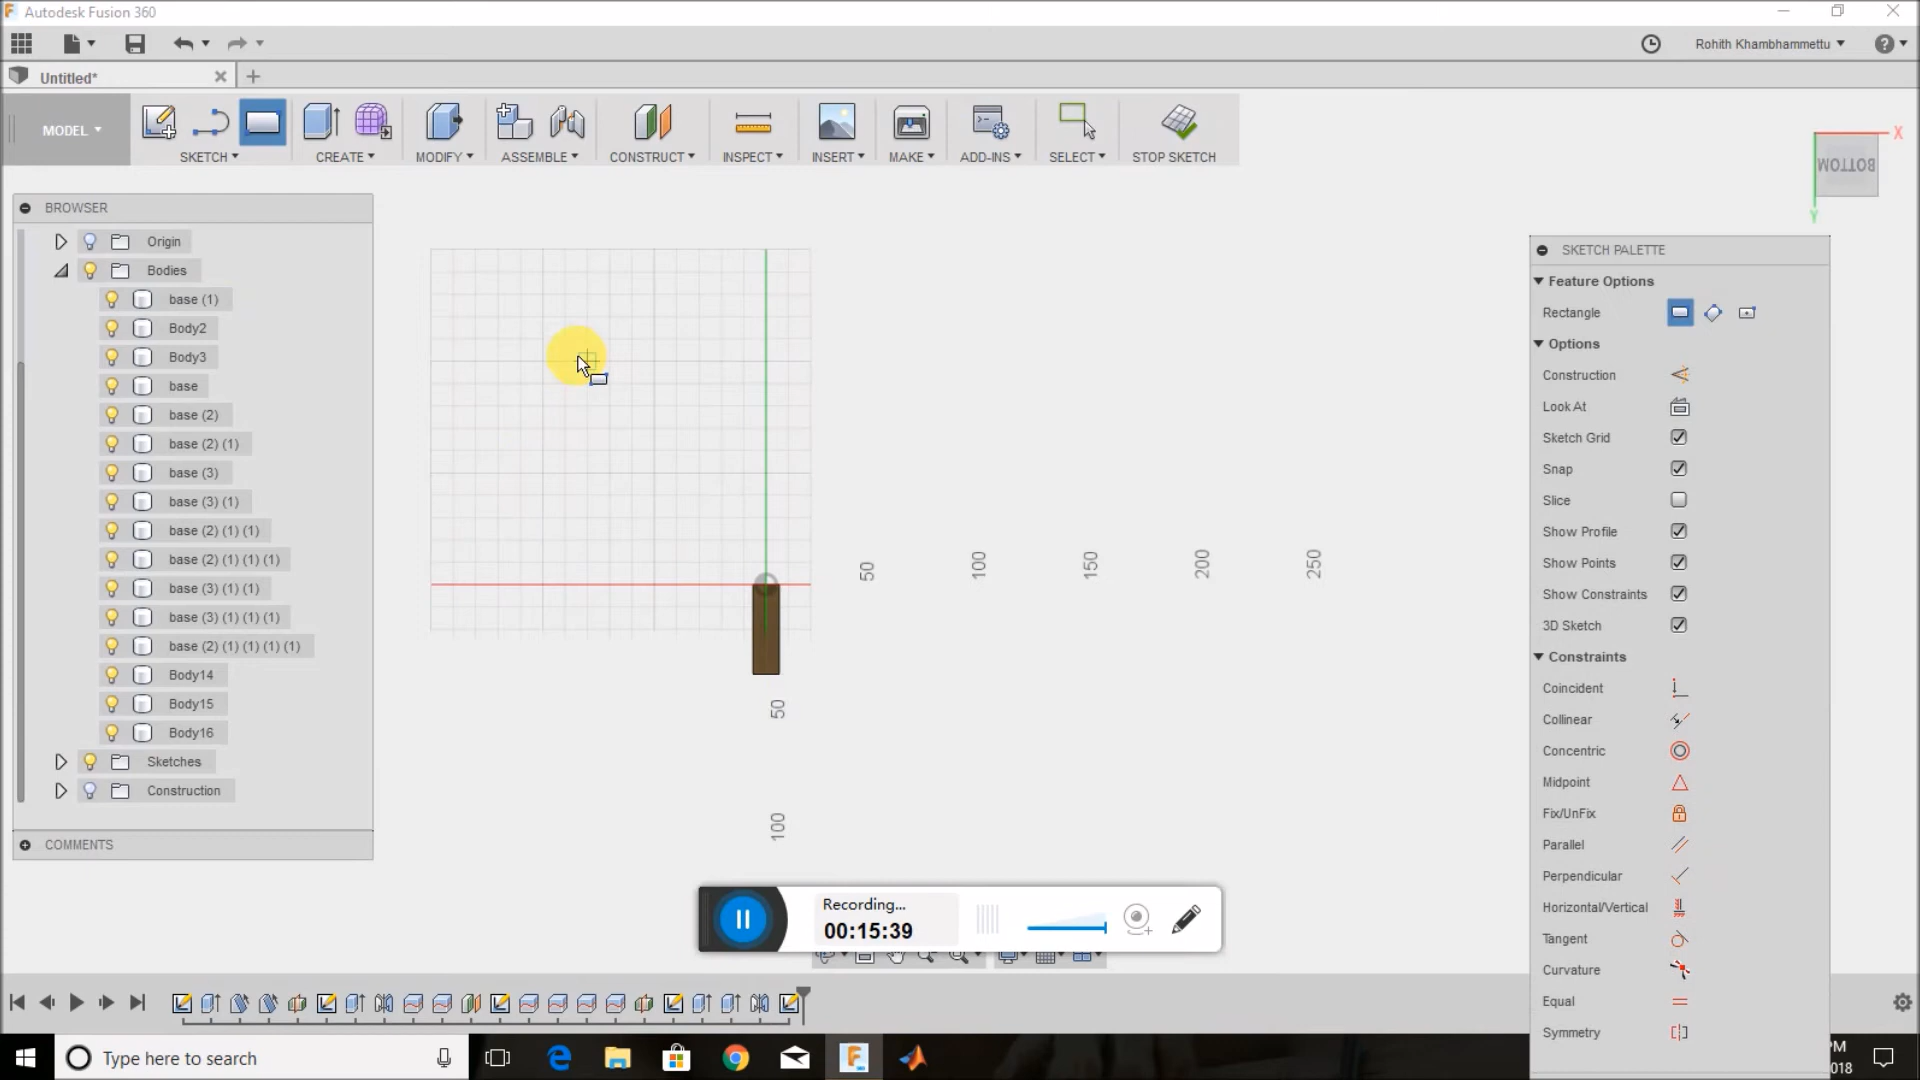 Autodesk Fusion 360
Rohith Khambhammettu
Untitled*
MODEL
SKETCH
CREATE
MODIFY
ASSEMBLE
CONSTRUCT
INSPECT
INSERT
MAKE
ADD-INS
SELECT
STOP SKETCH
X
BOTTOM
Y
BROWSER
Origin
Bodies
base (1)
Body2
Body3
base
base (2)
base (2) (1)
base (3)
base (3) (1)
base (2) (1) (1)
base (2) (1) (1) (1)
base (3) (1) (1)
base (3) (1) (1) (1)
base (2) (1) (1) (1) (1)
Body14
Body15
Body16
Sketches
Construction
COMMENTS
50
100
150
200
250
50
100
SKETCH PALETTE
Feature Options
Rectangle
Options
Construction
Look At
Sketch Grid
Snap
Slice
Show Profile
Show Points
Show Constraints
3D Sketch
Constraints
Coincident
Collinear
Concentric
Midpoint
Fix/UnFix
Parallel
Perpendicular
Horizontal/Vertical
Tangent
Curvature
Equal
Symmetry
Recording...
00:15:39
Type here to search
PM
018